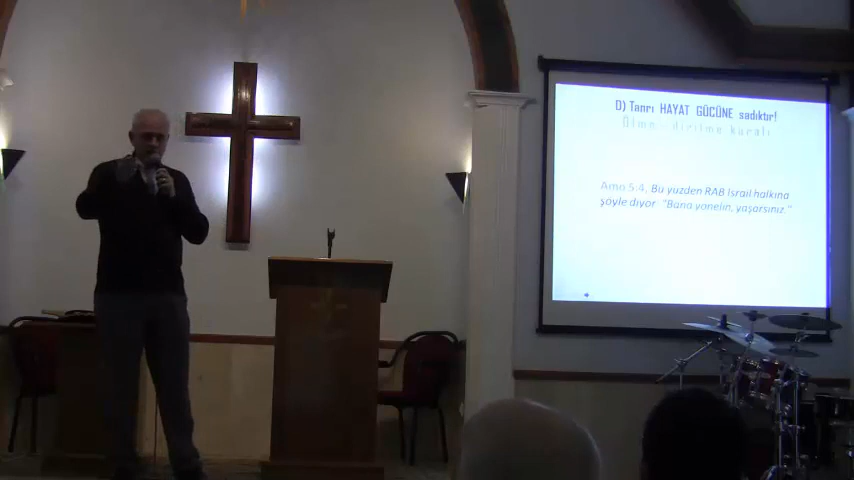 D) Tanrı HAYAT GÜCÜNE sadıktır!
Ölme - dirilme kuralı
Amo 5:4, Bu yüzden RAB İsrail halkına
şöyle diyor "Bana yönelin, yaşarsınız."